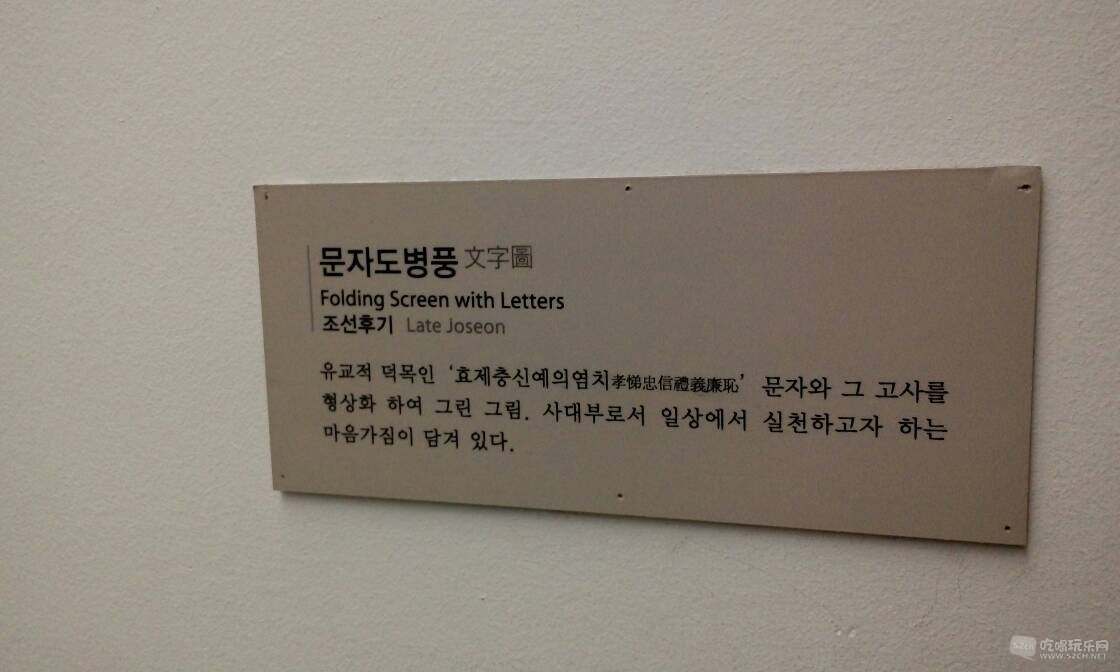 문자도병풍 文字圖
Folding Screen with Letters
조선후기 Late Joseon
유교적 덕목인 ‘효제충신예의염치孝悌忠信禮義廉恥’ 문자와 그 고사를
형상화 하여 그린 그림. 사대부로서 일상에서 실천하고자 하는
마음가짐이 담겨 있다.
52ch 吃喝玩乐网
WWW.52CH.NET